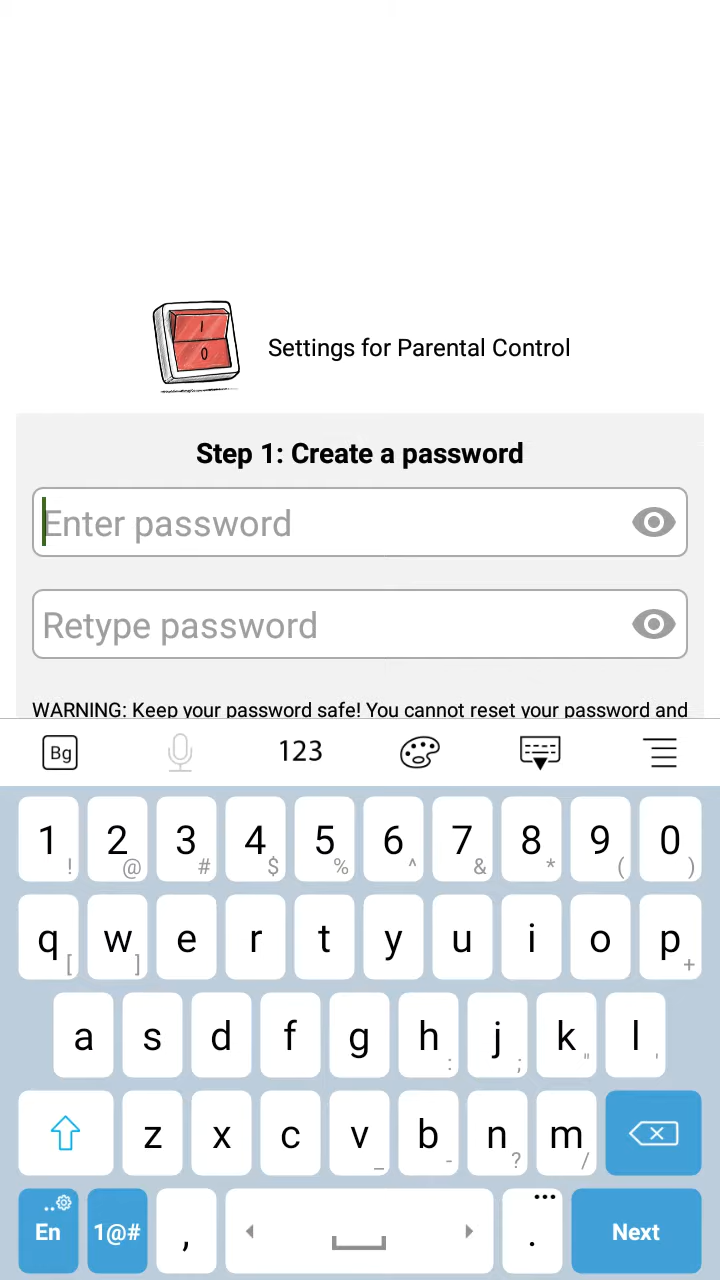 I
0
Settings for Parental Control
Step 1: Create a password
Enter password
Retype password
WARNING: Keep your password safe! You cannot reset your password and
Bg 123
1 ! 2 @ 3 # 4 $ 5 % 6 ^ 7 & 8 * 9 ( 0 )
q [ w ] e r t y u i o p +
a s d f g h : j ; k " l '
z x c v _ b - n ? m /
En 1@# , . ... Next